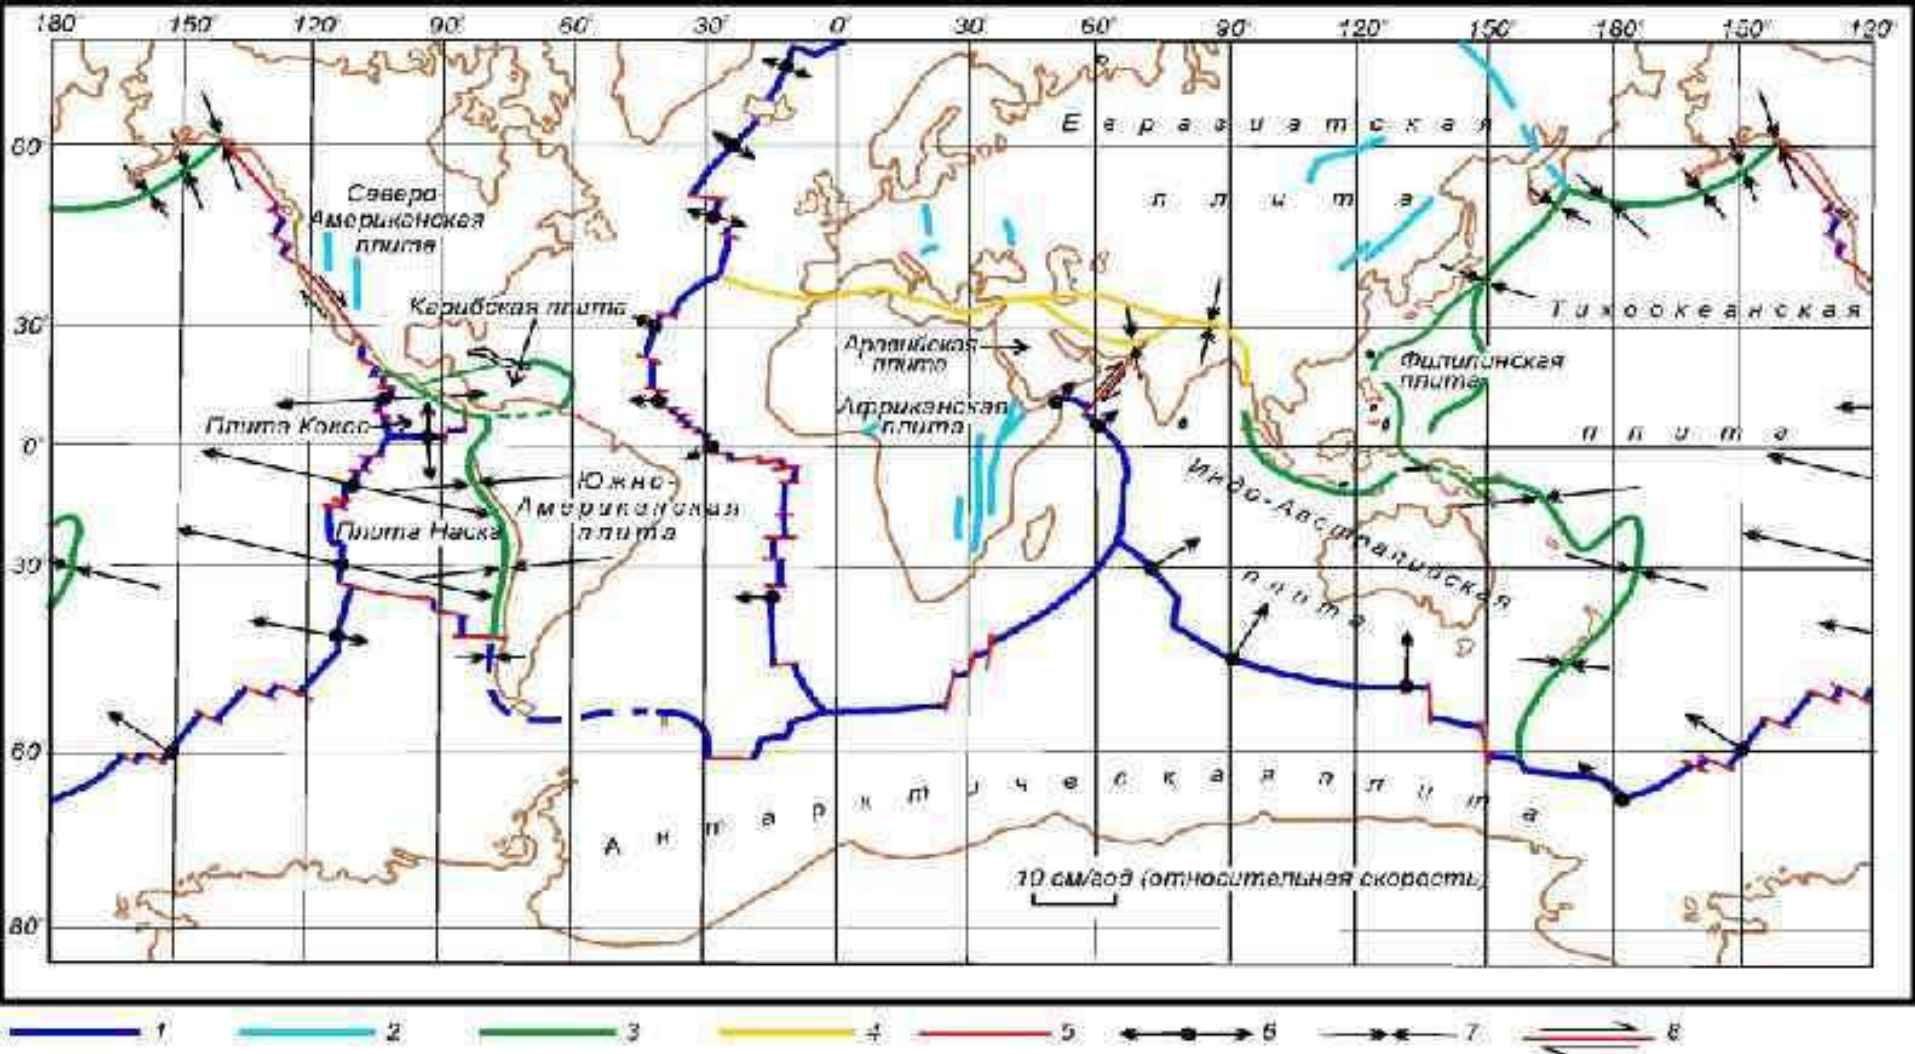 180° 150° 120° 90° 60° 30° 0° 30° 60° 90° 120° 150° 180° 150° 120°
60°
Евразиатская
плита
Северо-
Американская
плита
30°
Карибская плита
Тихоокеанская
плита
Аравийская
плита
Филипинская
плита
Африканская
плита
Плита Кокос
0°
Индо-Австралийская
плита
Южно-
Американская
плита
Плита Наска
30°
60°
Антарктическая плита
10 см/год (относительная скорость)
80°
1 2 3 4 5 6 7 8